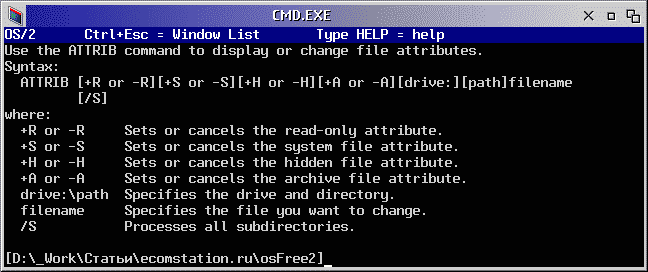 CMD.EXE
OS/2 Ctrl+Esc = Window List Type HELP = help
Use the ATTRIB command to display or change file attributes.
Syntax:
ATTRIB [+R or -R][+S or -S][+H or -H][+A or -A][drive:][path]filename
[/S]
where:
+R or -R Sets or cancels the read-only attribute.
+S or -S Sets or cancels the system file attribute.
+H or -H Sets or cancels the hidden file attribute.
+A or -A Sets or cancels the archive file attribute.
drive:\path Specifies the drive and directory.
filename Specifies the file you want to change.
/S Processes all subdirectories.
[D:\_Work\Статьи\ecomstation.ru\osFree2]_